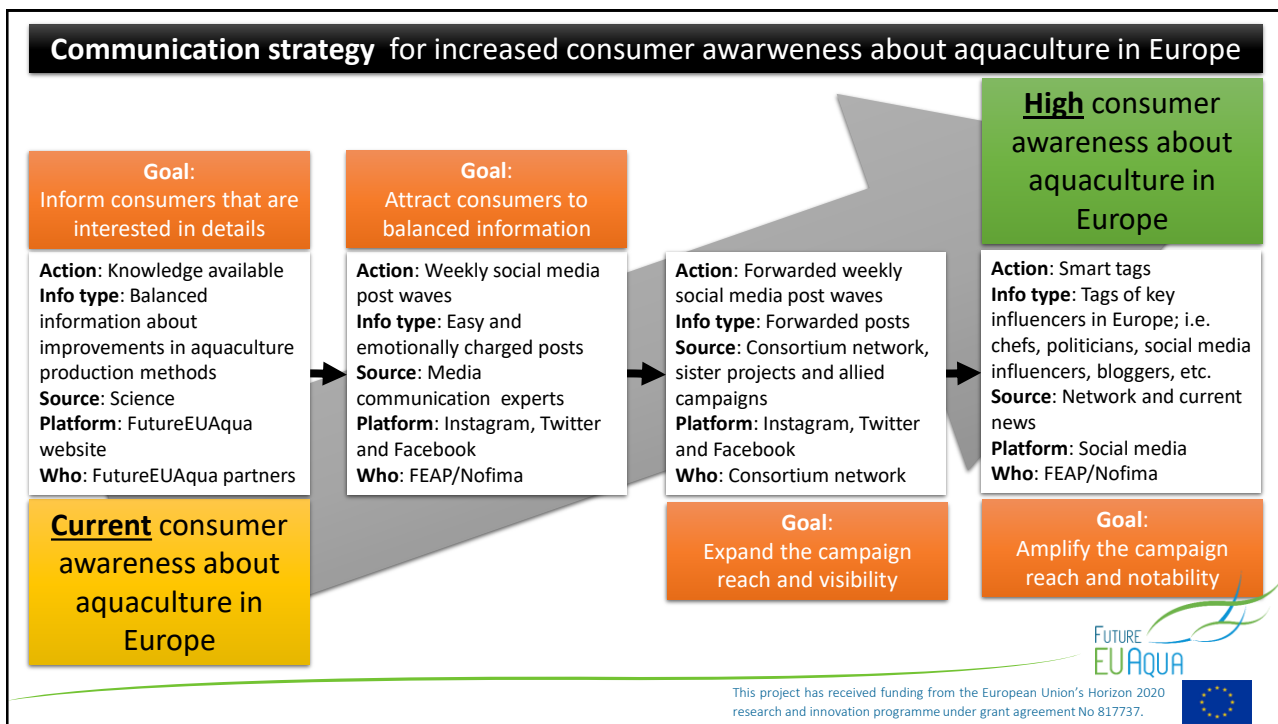 Communication strategy for increased consumer awarweness about aquaculture in Europe
Goal:
Inform consumers that are
interested in details
Action: Knowledge available
Info type: Balanced
information about
improvements in aquaculture
production methods
Source: Science
Platform: FutureEUAqua
website
Who: FutureEUAqua partners
Current consumer
awareness about
aquaculture in
Europe
Goal:
Attract consumers to
balanced information
Action: Weekly social media
post waves
Info type: Easy and
emotionally charged posts
Source: Media
communication experts
Platform: Instagram, Twitter
and Facebook
Who: FEAP/Nofima
Action: Forwarded weekly
social media post waves
Info type: Forwarded posts
Source: Consortium network,
sister projects and allied
campaigns
Platform: Instagram, Twitter
and Facebook
Who: Consortium network
Goal:
Expand the campaign
reach and visibility
High consumer
awareness about
aquaculture in
Europe
Action: Smart tags
Info type: Tags of key
influencers in Europe; i.e.
chefs, politicians, social media
influencers, bloggers, etc.
Source: Network and current
news
Platform: Social media
Who: FEAP/Nofima
Goal:
Amplify the campaign
reach and notability
FUTURE
EUAQUA
This project has received funding from the European Union's Horizon 2020
research and innovation programme under grant agreement No 817737.